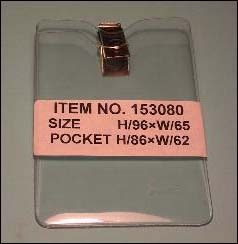 ITEM NO. 153080
SIZE H/96×W/65
POCKET H/86×W/62